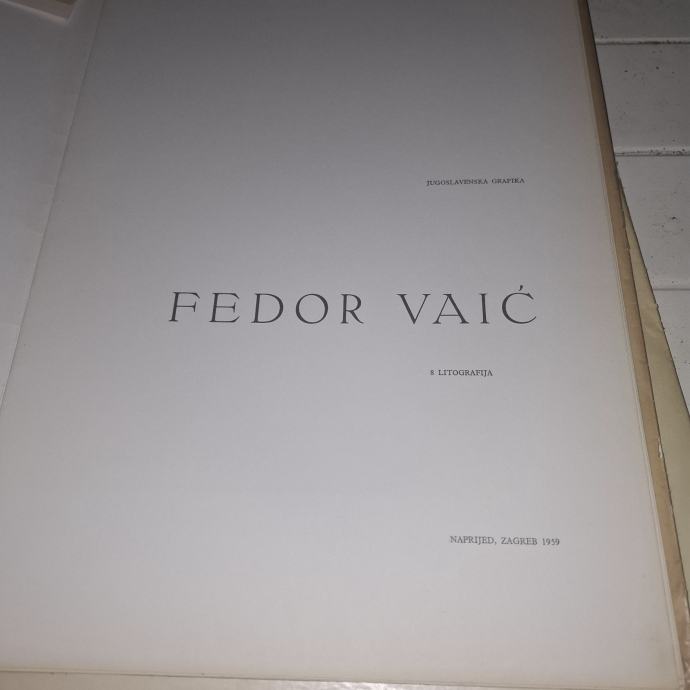 JUGOSLAVENSKA GRAFIKA
FEDOR VAIĆ
8 LITOGRAFIJA
NAPRIJED, ZAGREB 1959